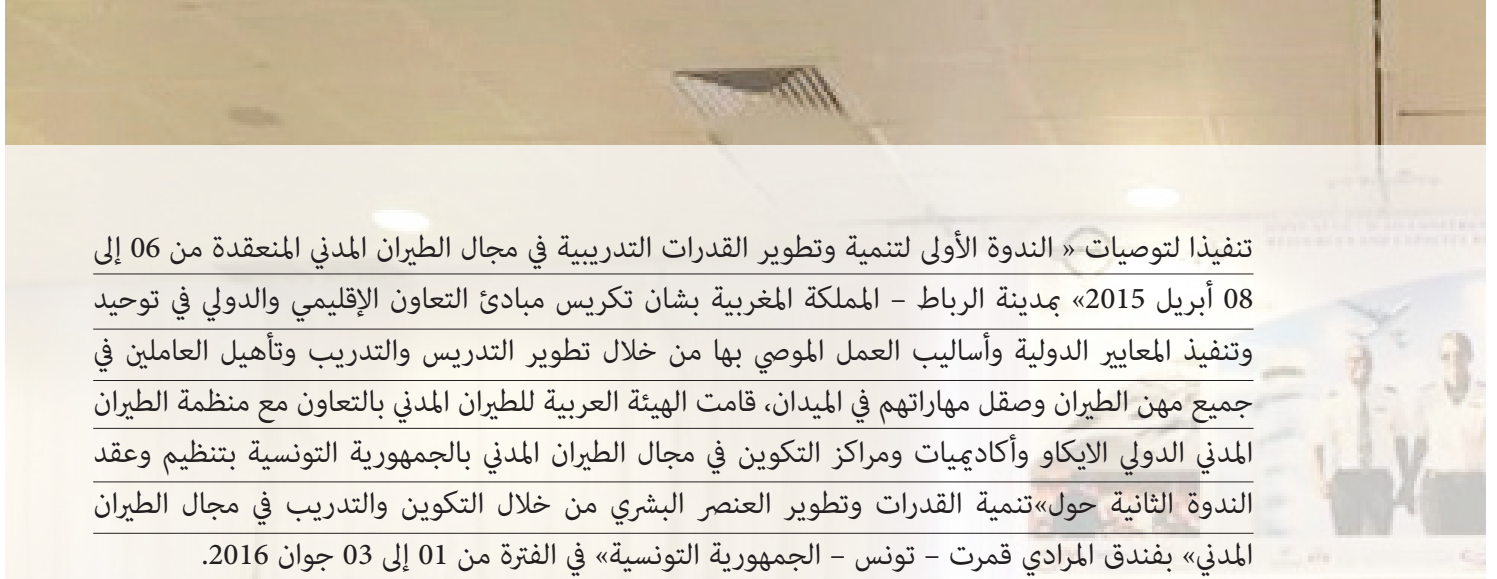 تنفيذا لتوصيات « الندوة الأولى لتنمية وتطوير القدرات التدريبية في مجال الطيران المدني المنعقدة من 06 إلى
08 أبريل 2015» بمدينة الرباط – المملكة المغربية بشان تكريس مبادئ التعاون الإقليمي والدولي في توحيد
وتنفيذ المعايير الدولية وأساليب العمل الموصي بها من خلال تطوير التدريس والتدريب وتأهيل العاملين في
جميع مهن الطيران وصقل مهاراتهم في الميدان، قامت الهيئة العربية للطيران المدني بالتعاون مع منظمة الطيران
المدني الدولي الايكاو وأكاديميات ومراكز التكوين في مجال الطيران المدني بالجمهورية التونسية بتنظيم وعقد
الندوة الثانية حول»تنمية القدرات وتطوير العنصر البشري من خلال التكوين والتدريب في مجال الطيران
المدني» بفندق المرادي قمرت – تونس – الجمهورية التونسية» في الفترة من 01 إلى 03 جوان 2016.